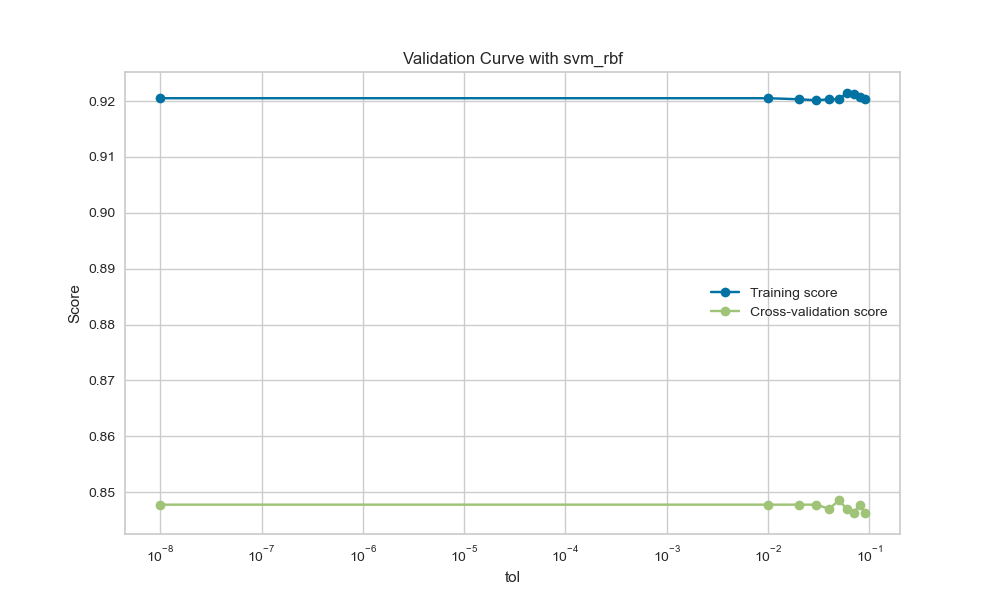 Validation Curve with svm_rbf
0.92
0.91
0.90
0.89
0.88
0.87
0.86
0.85
Score
Training score
Cross-validation score
10⁻⁸ 10⁻⁷ 10⁻⁶ 10⁻⁵ 10⁻⁴ 10⁻³ 10⁻² 10⁻¹
tol